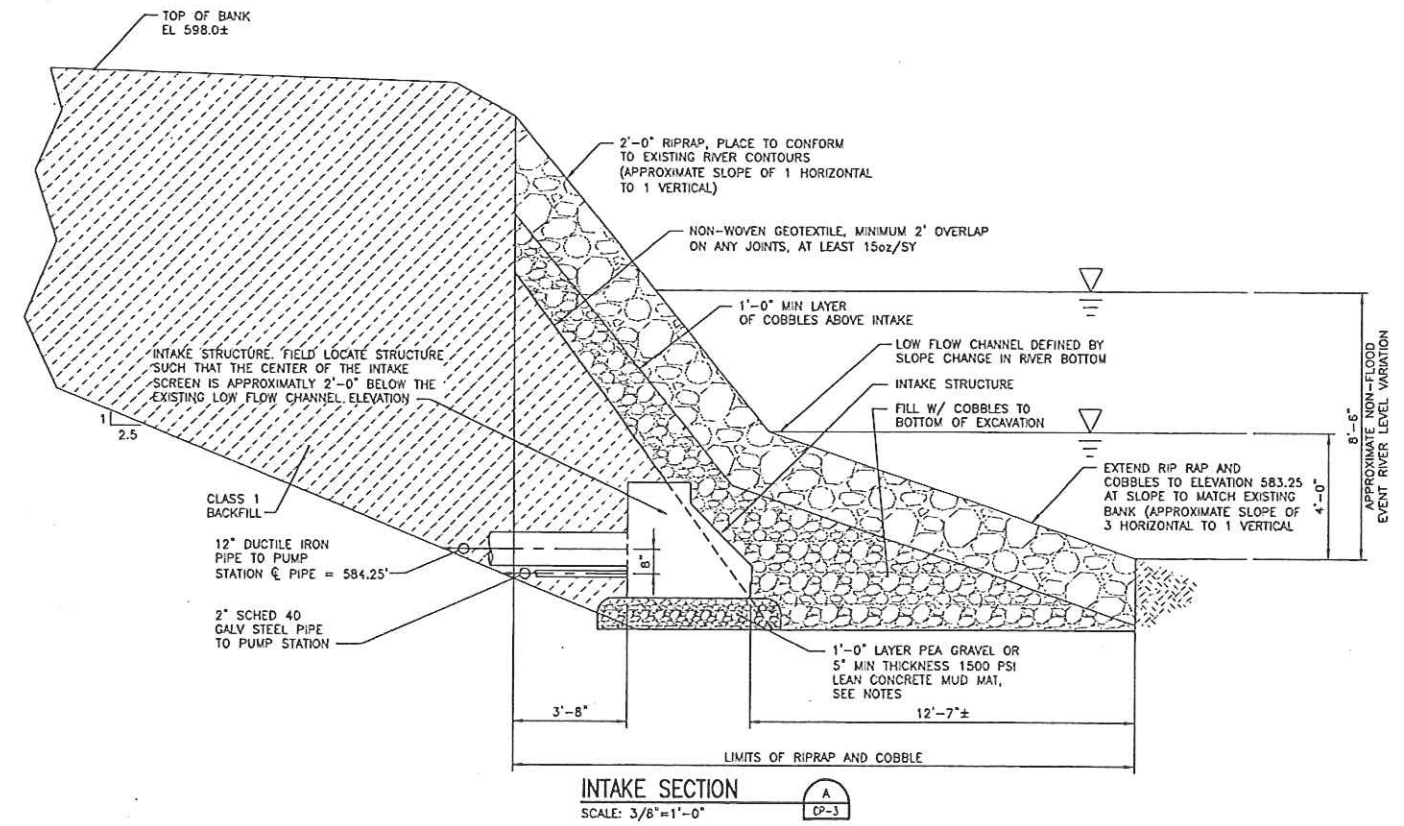 TOP OF BANK
EL 598.0±
2'-0" RIPRAP, PLACE TO CONFORM
TO EXISTING RIVER CONTOURS
(APPROXIMATE SLOPE OF 1 HORIZONTAL
TO 1 VERTICAL)
NON-WOVEN GEOTEXTILE, MINIMUM 2' OVERLAP
ON ANY JOINTS, AT LEAST 15oz/SY
1'-0" MIN LAYER
OF COBBLES ABOVE INTAKE
INTAKE STRUCTURE. FIELD LOCATE STRUCTURE
SUCH THAT THE CENTER OF THE INTAKE
SCREEN IS APPROXIMATLY 2'-0" BELOW THE
EXISTING LOW FLOW CHANNEL ELEVATION
LOW FLOW CHANNEL DEFINED BY
SLOPE CHANGE IN RIVER BOTTOM
INTAKE STRUCTURE
FILL W/ COBBLES TO
BOTTOM OF EXCAVATION
EXTEND RIP RAP AND
COBBLES TO ELEVATION 583.25
AT SLOPE TO MATCH EXISTING
BANK (APPROXIMATE SLOPE OF
3 HORIZONTAL TO 1 VERTICAL
4'-0"
8'-6"
APPROXIMATE NON-FLOOD
EVENT RIVER LEVEL VARIATION
1
2.5
CLASS 1
BACKFILL
12" DUCTILE IRON
PIPE TO PUMP
STATION ℄ PIPE = 584.25'
8"
2" SCHED 40
GALV STEEL PIPE
TO PUMP STATION
1'-0" LAYER PEA GRAVEL OR
5" MIN THICKNESS 1500 PSI
LEAN CONCRETE MUD MAT,
SEE NOTES
3'-8"
12'-7"±
LIMITS OF RIPRAP AND COBBLE
INTAKE SECTION
SCALE: 3/8"=1'-0"
A
CP-3